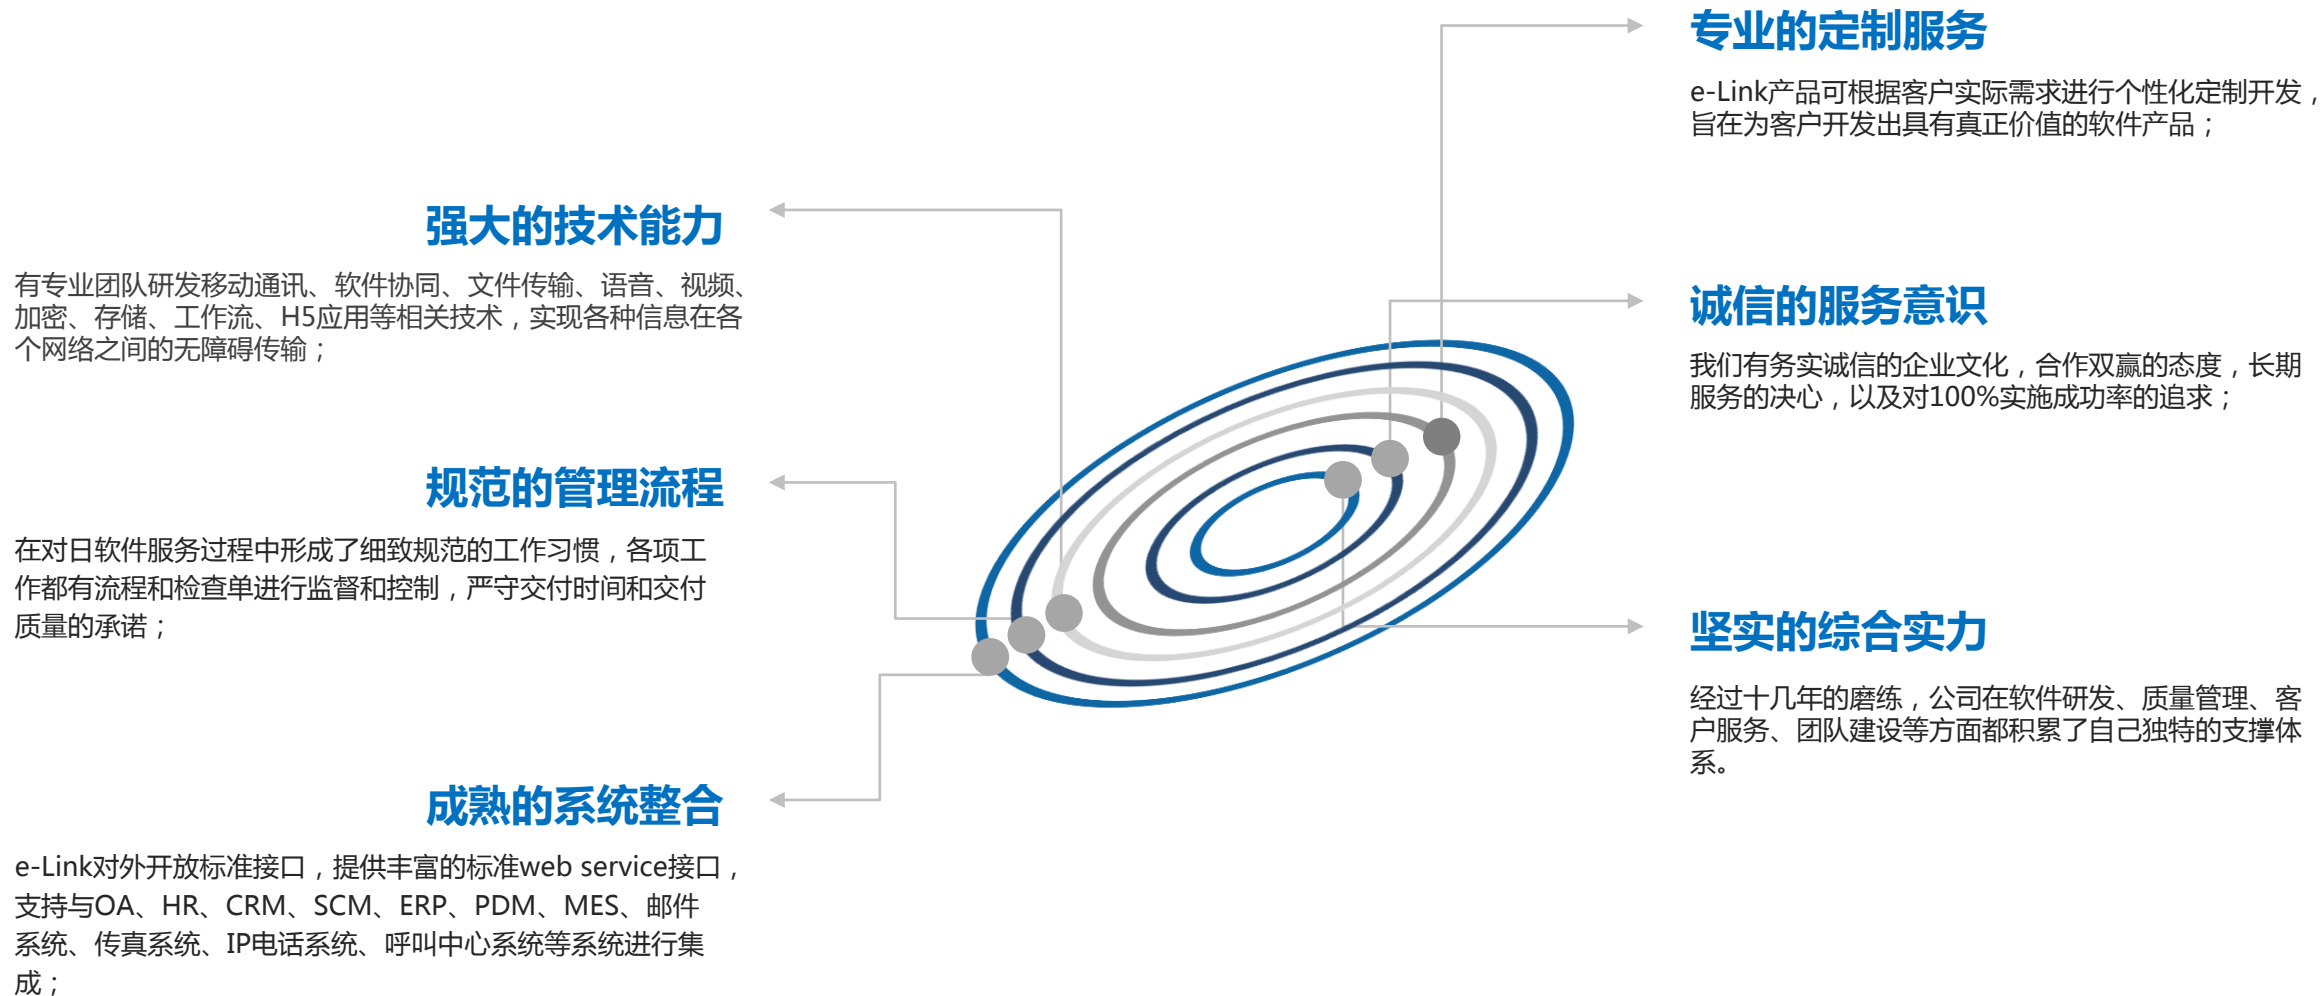 专业的定制服务
e-Link产品可根据客户实际需求进行个性化定制开发，
旨在为客户开发出具有真正价值的软件产品；
强大的技术能力
有专业团队研发移动通讯、软件协同、文件传输、语音、视频、
加密、存储、工作流、H5应用等相关技术，实现各种信息在各
个网络之间的无障碍传输；
诚信的服务意识
我们有务实诚信的企业文化，合作双赢的态度，长期
服务的决心，以及对100%实施成功率的追求；
规范的管理流程
在对日软件服务过程中形成了细致规范的工作习惯，各项工
作都有流程和检查单进行监督和控制，严守交付时间和交付
质量的承诺；
坚实的综合实力
经过十几年的磨练，公司在软件研发、质量管理、客
户服务、团队建设等方面都积累了自己独特的支撑体
系。
成熟的系统整合
e-Link对外开放标准接口，提供丰富的标准web service接口，
支持与OA、HR、CRM、SCM、ERP、PDM、MES、邮件
系统、传真系统、IP电话系统、呼叫中心系统等系统进行集
成；